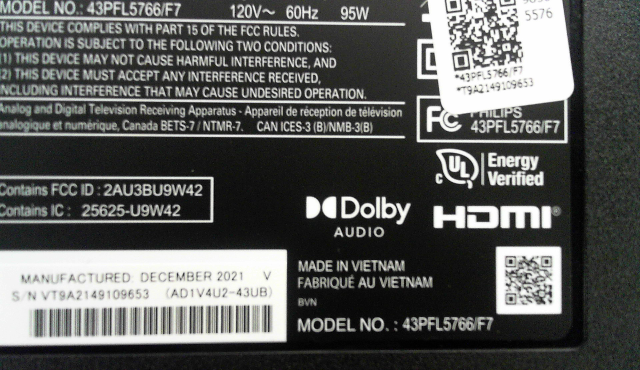 MODEL NO.: 43PFL5766/F7 120V~ 60Hz 95W
THIS DEVICE COMPLIES WITH PART 15 OF THE FCC RULES.
OPERATION IS SUBJECT TO THE FOLLOWING TWO CONDITIONS:
(1) THIS DEVICE MAY NOT CAUSE HARMFUL INTERFERENCE, AND
(2) THIS DEVICE MUST ACCEPT ANY INTERFERENCE RECEIVED,
INCLUDING INTERFERENCE THAT MAY CAUSE UNDESIRED OPERATION.
Analog and Digital Television Receiving Apparatus - Appareil de réception de télévision
analogique et numérique, Canada BETS-7 / NTMR-7. CAN ICES-3 (B)/NMB-3(B)
5576
*43PFL5766/F7
*T9A2149109653
FC PHILIPS
43PFL5766/F7
c UL Energy
Verified
Contains FCC ID : 2AU3BU9W42
Contains IC : 25625-U9W42
Dolby
AUDIO
HDMI
MANUFACTURED: DECEMBER 2021 V
S/N VT9A2149109653 (AD1V4U2-43UB)
MADE IN VIETNAM
FABRIQUÉ AU VIETNAM
BVN
MODEL NO. : 43PFL5766/F7